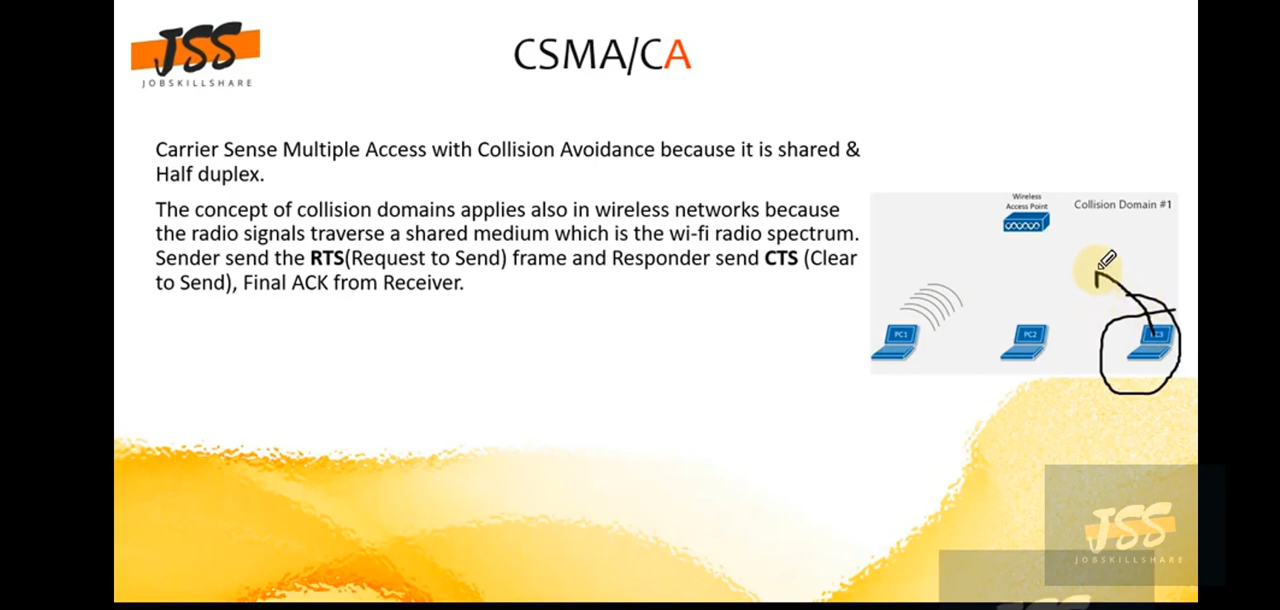 JSS
JOBSKILLSHARE
CSMA/CA
Carrier Sense Multiple Access with Collision Avoidance because it is shared &
Half duplex.
The concept of collision domains applies also in wireless networks because
the radio signals traverse a shared medium which is the wi-fi radio spectrum.
Sender send the RTS(Request to Send) frame and Responder send CTS (Clear
to Send), Final ACK from Receiver.
Wireless
Access Point
Collision Domain #1
PC1
PC2
JSS
JOBSKILLSHARE